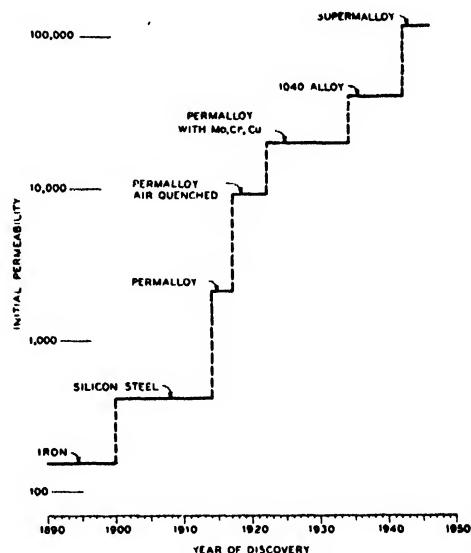 SUPERMALLOY
100,000
1040 ALLOY
PERMALLOY
WITH Mo,Cr,Cu
10,000
PERMALLOY
AIR QUENCHED
INITIAL PERMEABILITY
PERMALLOY
1,000
SILICON STEEL
IRON
100
1890 1900 1910 1920 1930 1940 1950
YEAR OF DISCOVERY